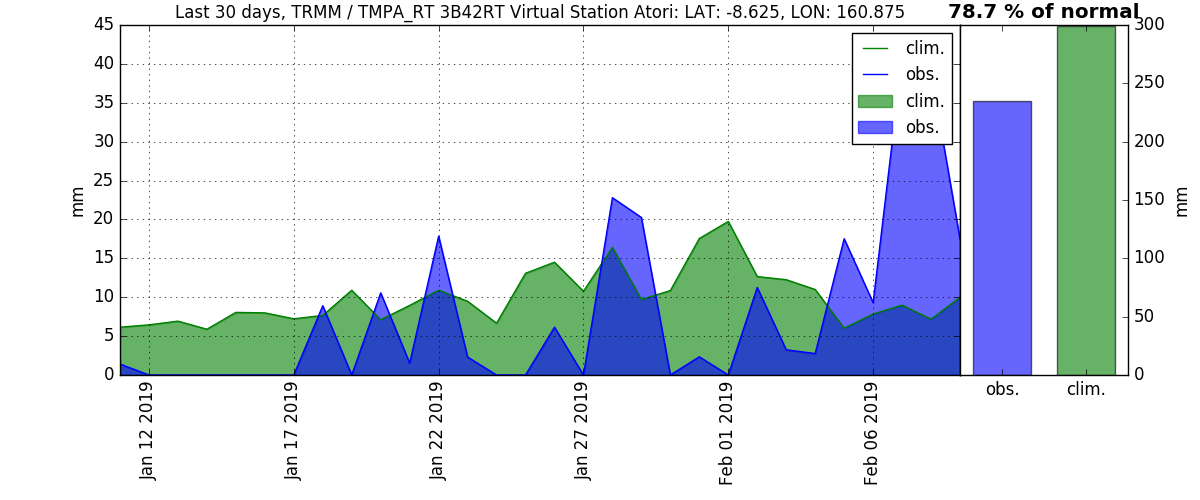 Last 30 days, TRMM / TMPA_RT 3B42RT Virtual Station Atori: LAT: -8.625, LON: 160.875
78.7 % of normal
clim.
obs.
clim.
obs.
45
40
35
30
25
20
15
10
5
0
mm
Jan 12 2019
Jan 17 2019
Jan 22 2019
Jan 27 2019
Feb 01 2019
Feb 06 2019
300
250
200
150
100
50
0
mm
obs.
clim.